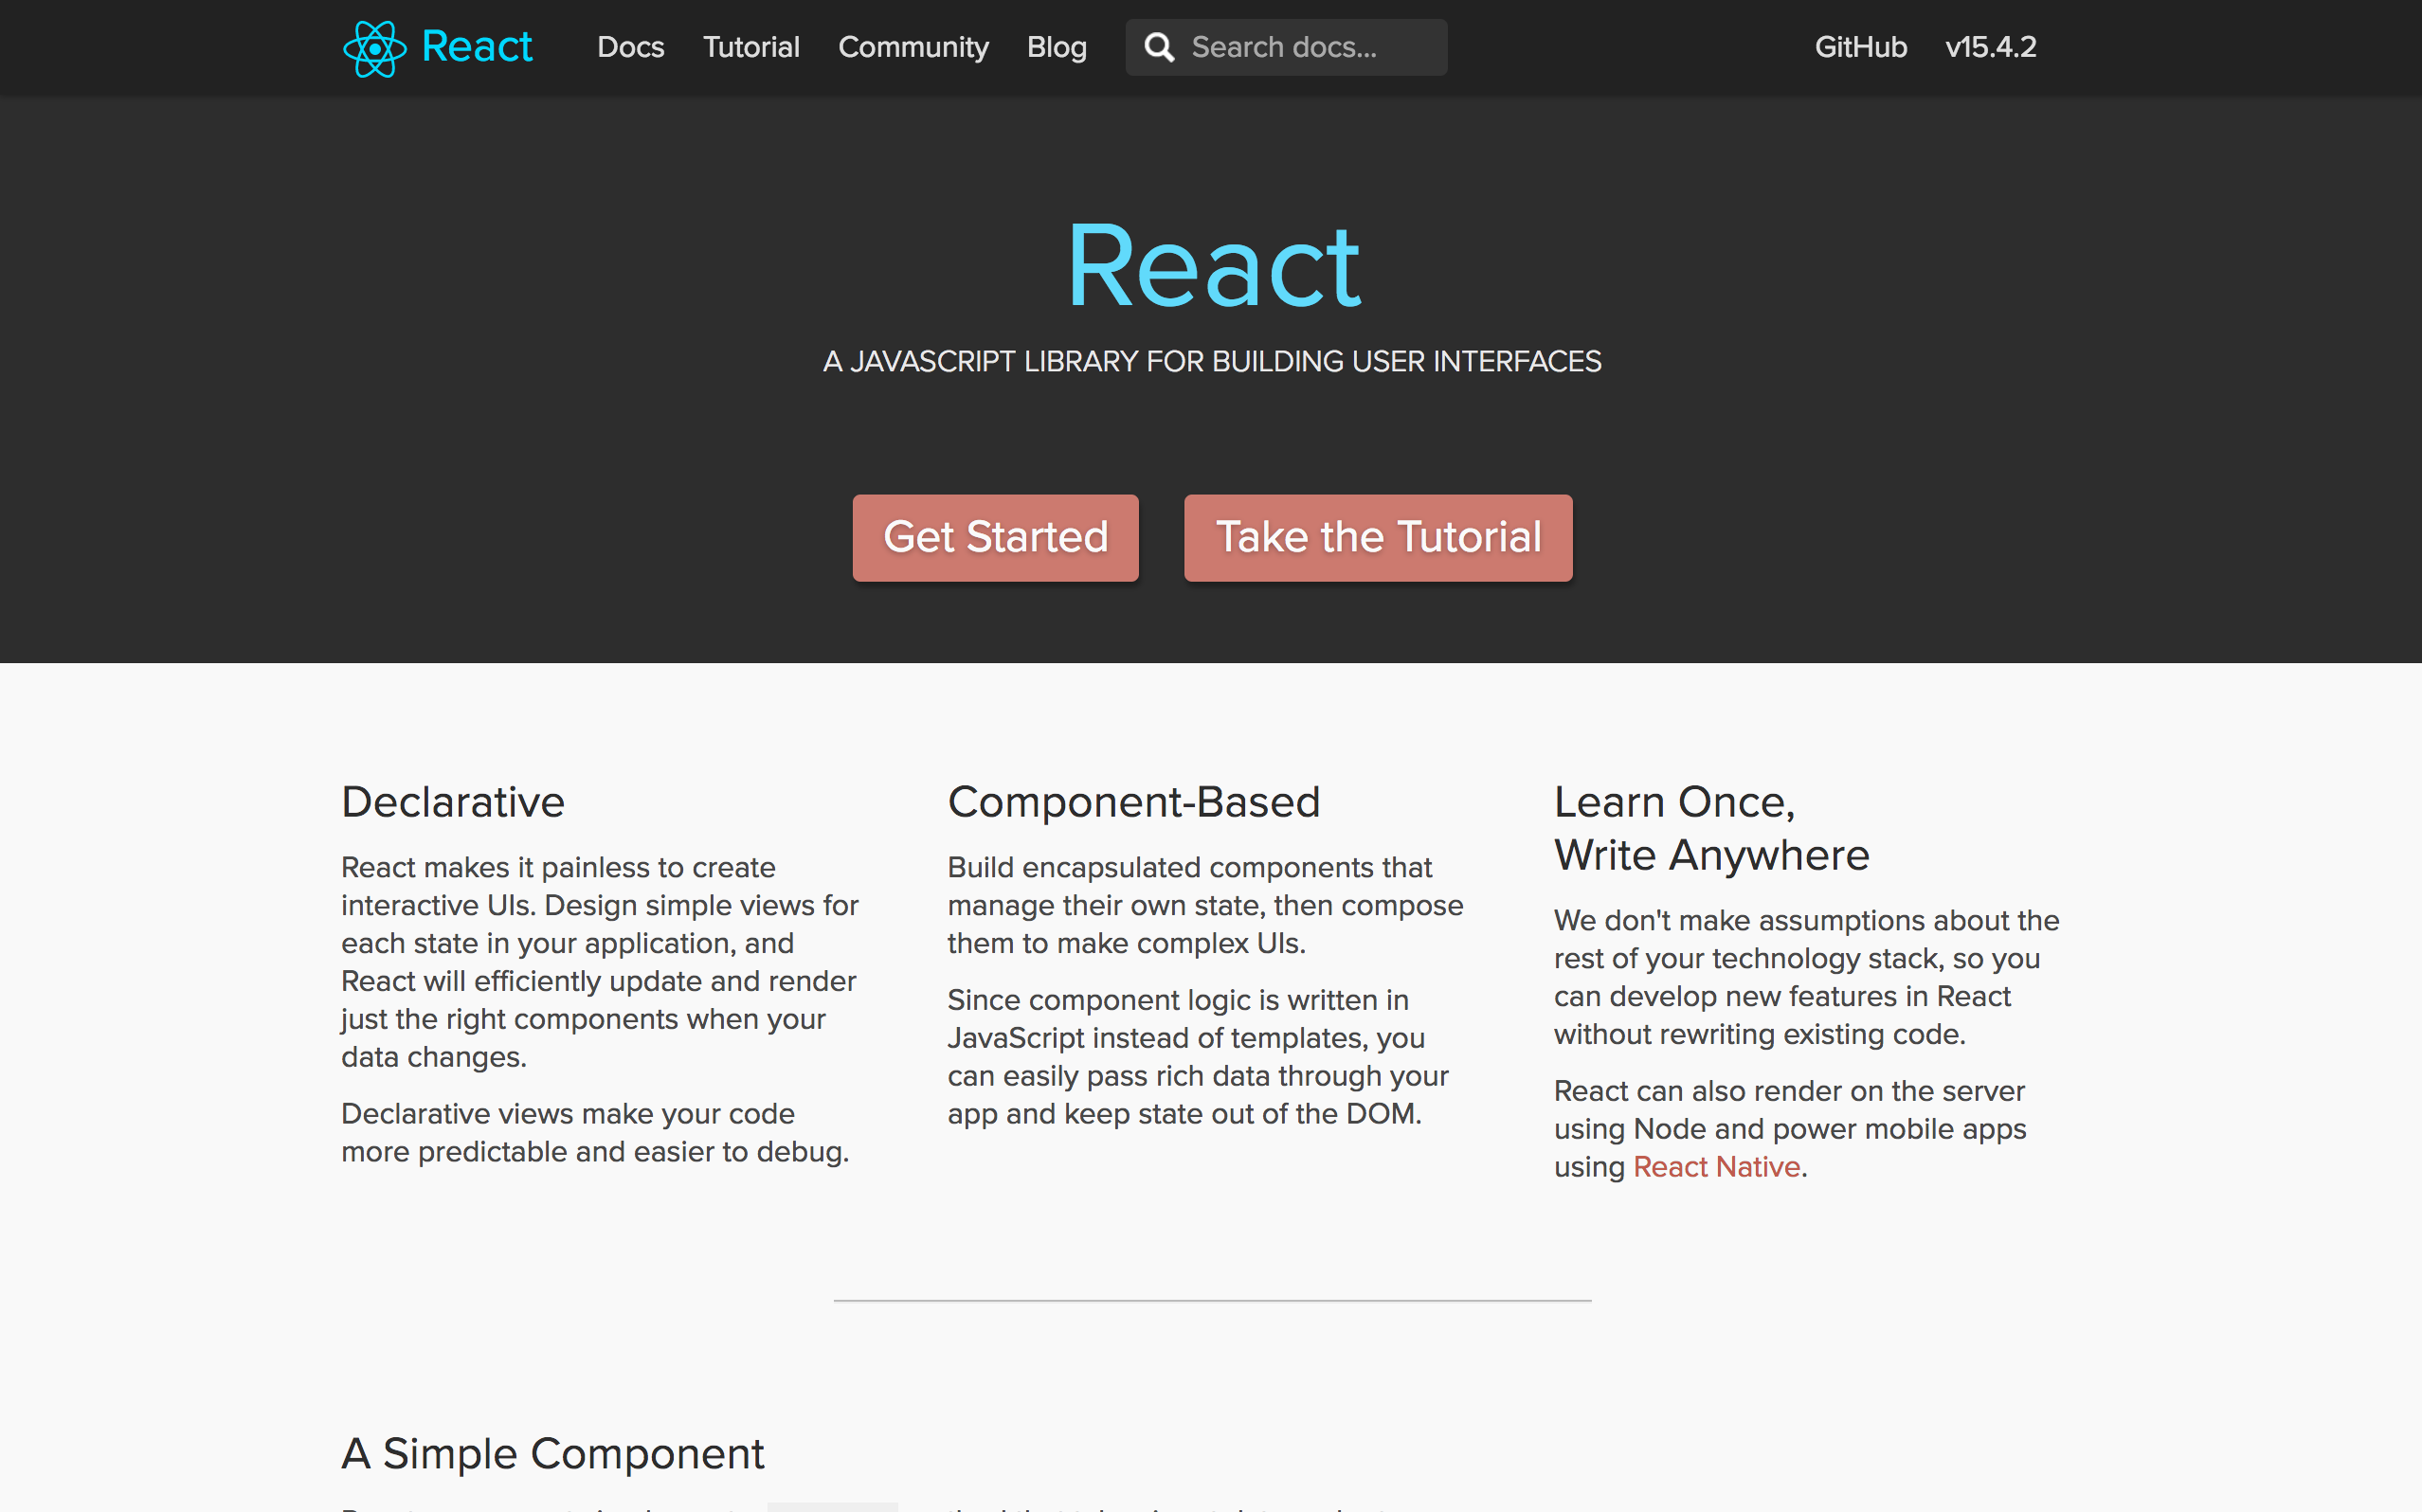 React Docs Tutorial Community Blog Search docs... GitHub v15.4.2
React
A JAVASCRIPT LIBRARY FOR BUILDING USER INTERFACES
Get Started Take the Tutorial
Declarative
React makes it painless to create
interactive UIs. Design simple views for
each state in your application, and
React will efficiently update and render
just the right components when your
data changes.
Declarative views make your code
more predictable and easier to debug.
Component-Based
Build encapsulated components that
manage their own state, then compose
them to make complex UIs.
Since component logic is written in
JavaScript instead of templates, you
can easily pass rich data through your
app and keep state out of the DOM.
Learn Once,
Write Anywhere
We don't make assumptions about the
rest of your technology stack, so you
can develop new features in React
without rewriting existing code.
React can also render on the server
using Node and power mobile apps
using React Native.
A Simple Component